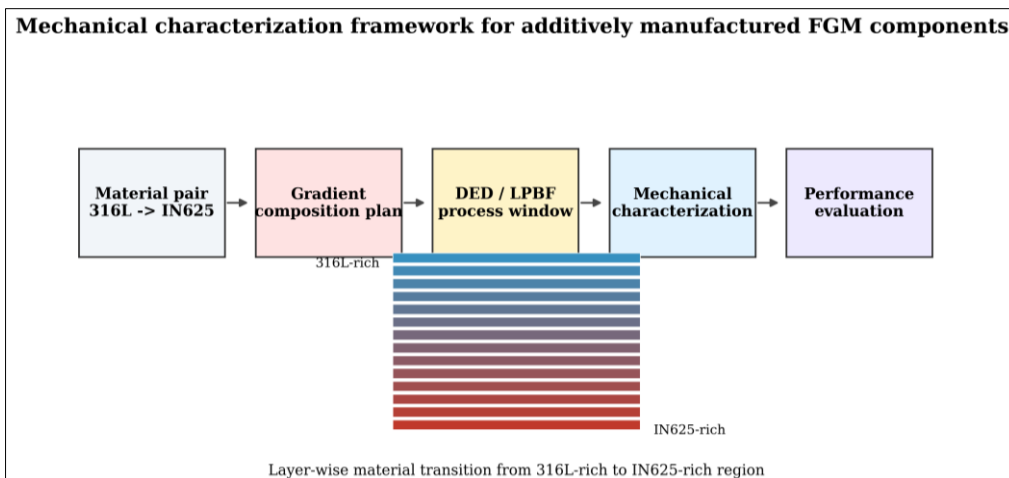 Mechanical characterization framework for additively manufactured FGM components
Material pair
316L -> IN625
Gradient
composition plan
DED / LPBF
process window
Mechanical
characterization
Performance
evaluation
316L-rich
IN625-rich
Layer-wise material transition from 316L-rich to IN625-rich region